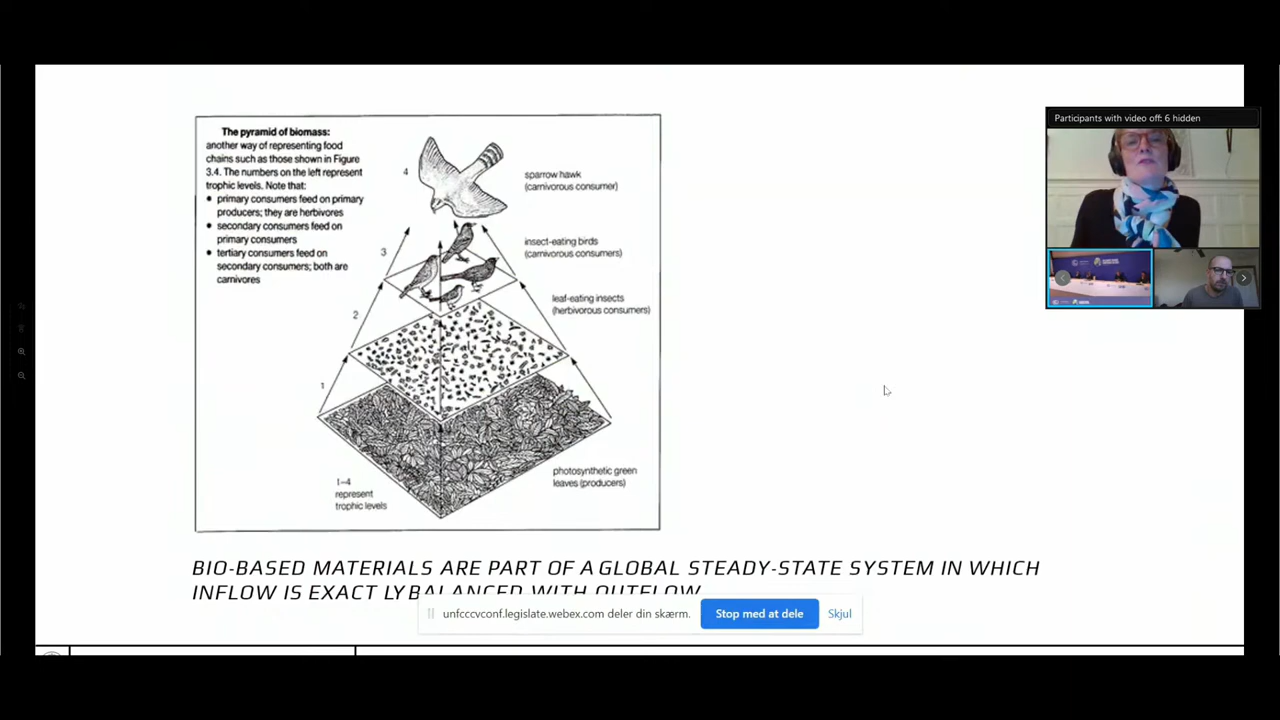 Participants with video off: 6 hidden
The pyramid of biomass:
another way of representing food
chains such as those shown in Figure
3.4. The numbers on the left represent
trophic levels. Note that:
• primary consumers feed on primary
producers; they are herbivores
• secondary consumers feed on
primary consumers
• tertiary consumers feed on
secondary consumers; both are
carnivores
4
sparrow hawk
(carnivorous consumer)
3
insect-eating birds
(carnivorous consumers)
2
leaf-eating insects
(herbivorous consumers)
1
photosynthetic green
leaves (producers)
1–4
represent
trophic levels
BIO-BASED MATERIALS ARE PART OF A GLOBAL STEADY-STATE SYSTEM IN WHICH
INFLOW IS EXACT LY BALANCED WITH OUTFLOW
unfcccvconf.legislate.webex.com deler din skærm.
Stop med at dele
Skjul